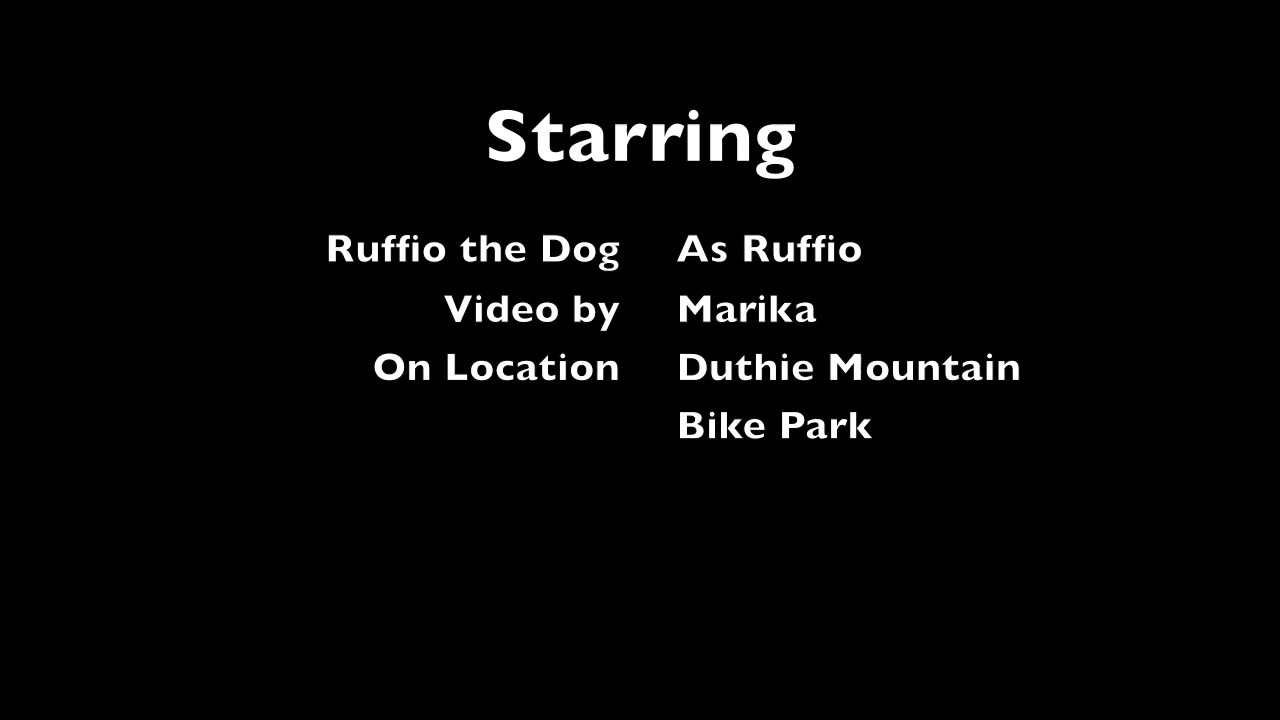 Starring
Ruffio the Dog As Ruffio
Video by Marika
On Location Duthie Mountain
Bike Park